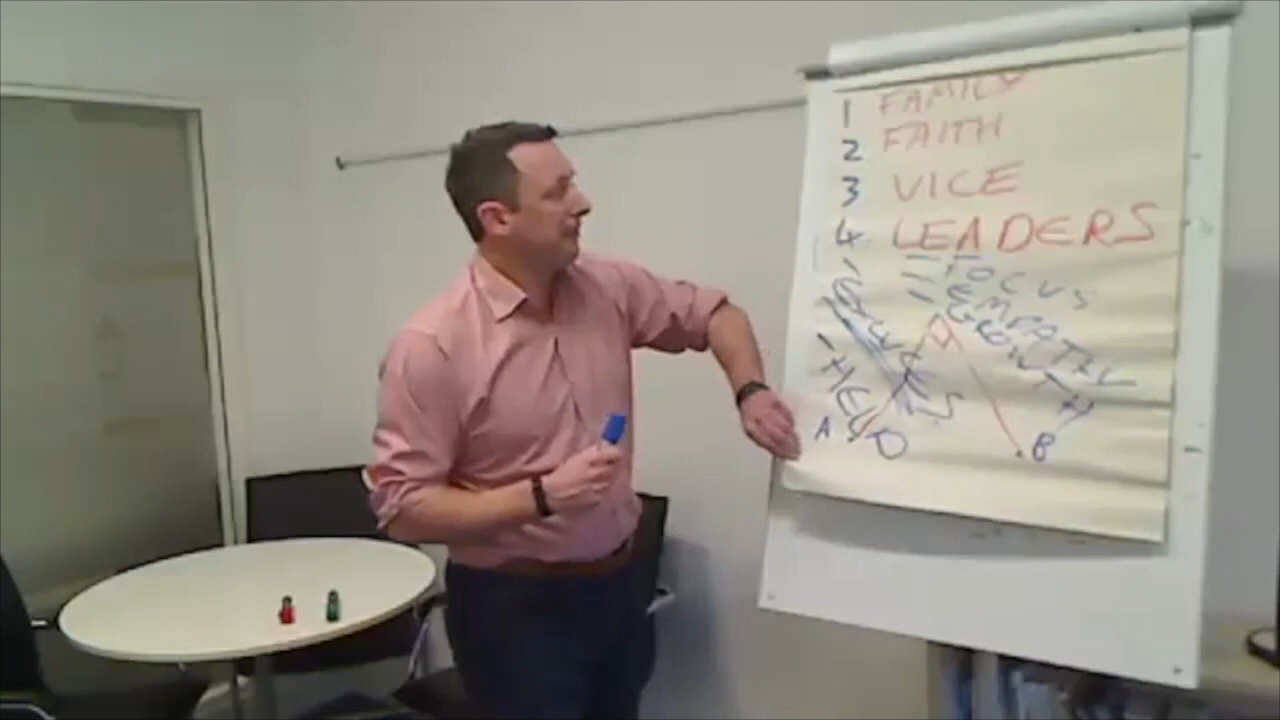 1 FAMILY
2 FAITH
3 VICE
4 LEADERS
- FOCUS
- EMPATHY
- GROWTH
- HELD
A
B